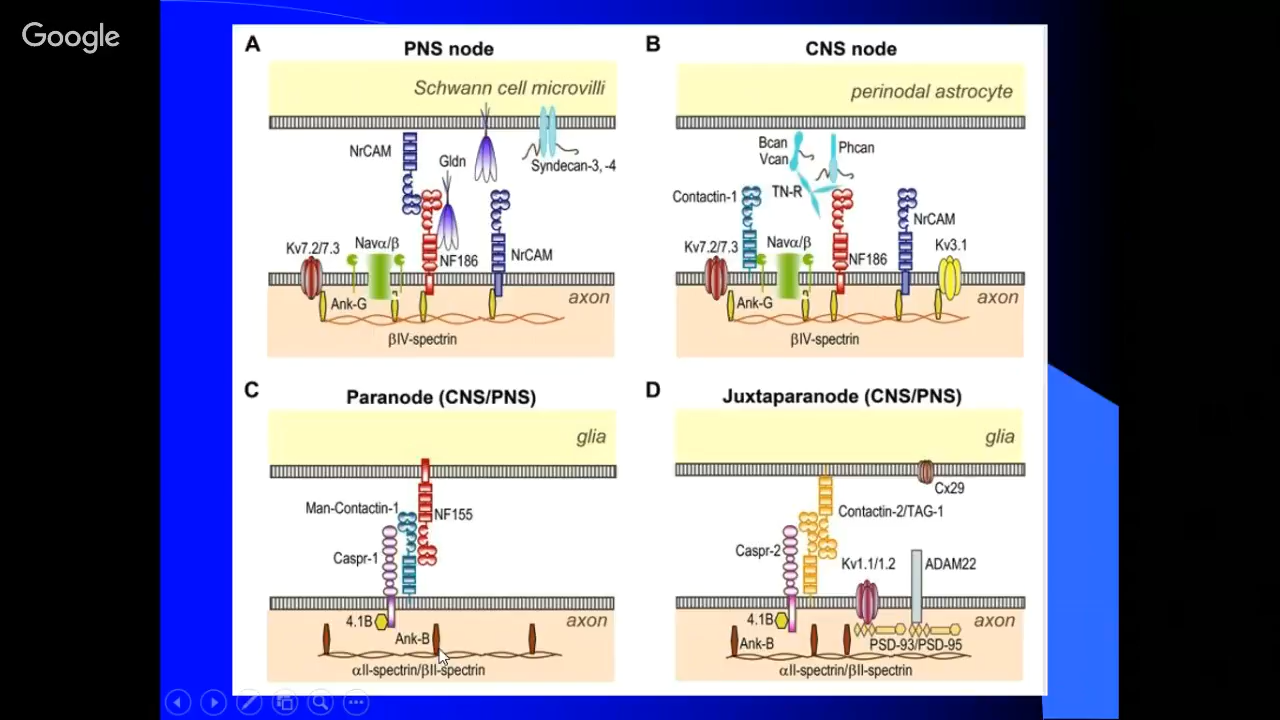 Google
A
PNS node
Schwann cell microvilli
NrCAM
Gldn
Syndecan-3, -4
Kv7.2/7.3
Navα/β
NF186
NrCAM
Ank-G
axon
βIV-spectrin
B
CNS node
perinodal astrocyte
Bcan
Vcan
Phcan
Contactin-1
TN-R
NrCAM
Kv7.2/7.3
Navα/β
NF186
Kv3.1
Ank-G
axon
βIV-spectrin
C
Paranode (CNS/PNS)
glia
Man-Contactin-1
NF155
Caspr-1
4.1B
Ank-B
axon
αII-spectrin/βII-spectrin
D
Juxtaparanode (CNS/PNS)
glia
Cx29
Contactin-2/TAG-1
Caspr-2
Kv1.1/1.2
ADAM22
4.1B
axon
Ank-B
PSD-93/PSD-95
αII-spectrin/βII-spectrin